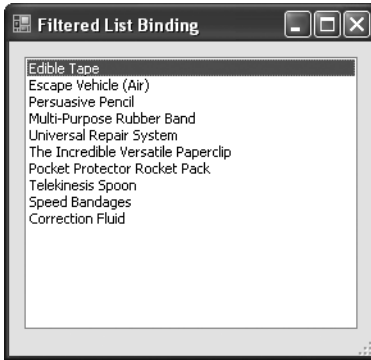 Filtered List Binding
Edible Tape
Escape Vehicle (Air)
Persuasive Pencil
Multi-Purpose Rubber Band
Universal Repair System
The Incredible Versatile Paperclip
Pocket Protector Rocket Pack
Telekinesis Spoon
Speed Bandages
Correction Fluid